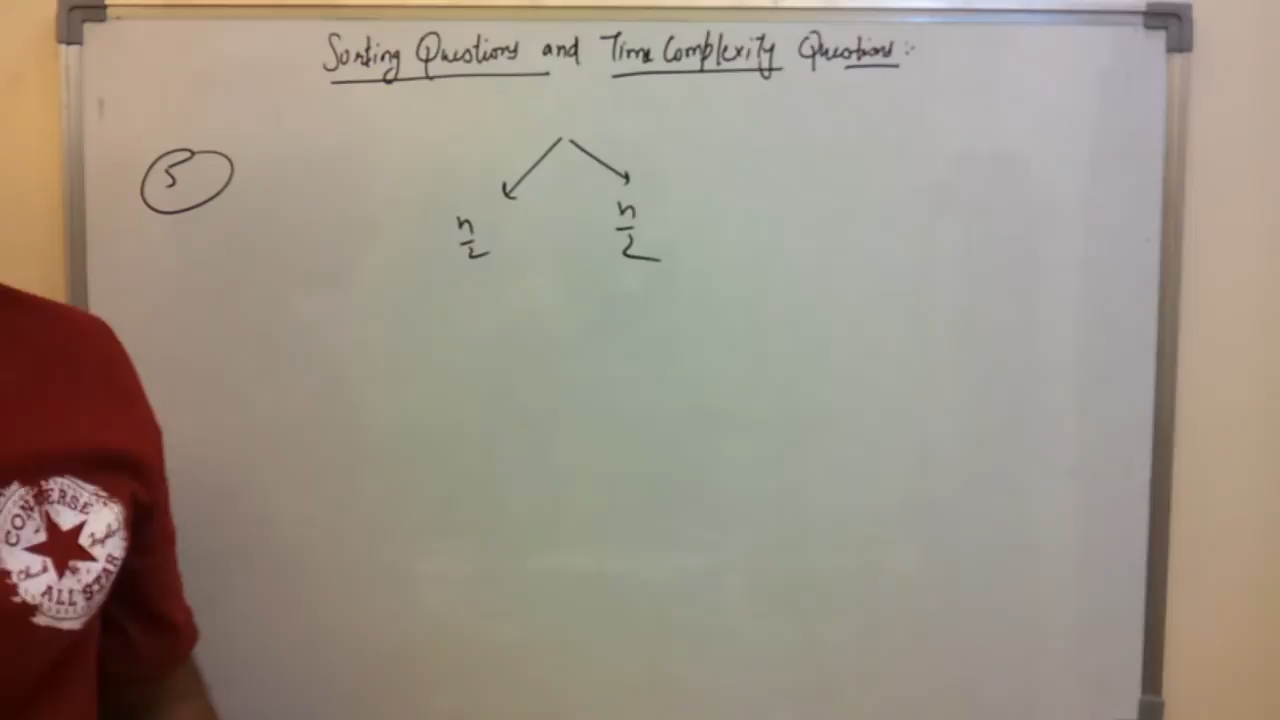 Sorting Questions and Time Complexity Questions :
5
n/2 n/2
CONVERSE
ALL STAR